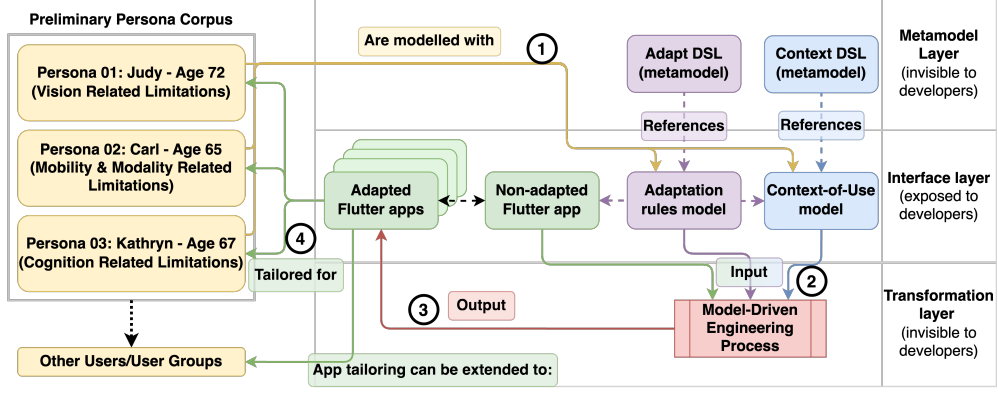 Preliminary Persona Corpus
Persona 01: Judy - Age 72
(Vision Related Limitations)
Persona 02: Carl - Age 65
(Mobility & Modality Related
Limitations)
Persona 03: Kathryn - Age 67
(Cognition Related Limitations)
Other Users/User Groups
Are modelled with
1
Adapt DSL
(metamodel)
Context DSL
(metamodel)
References
References
Metamodel
Layer
(invisible to
developers)
Adapted
Flutter apps
Non-adapted
Flutter app
Adaptation
rules model
Context-of-Use
model
Interface layer
(exposed to
developers)
4
Tailored for
Input
2
3
Output
Model-Driven
Engineering
Process
Transformation
layer
(invisible to
developers)
App tailoring can be extended to: